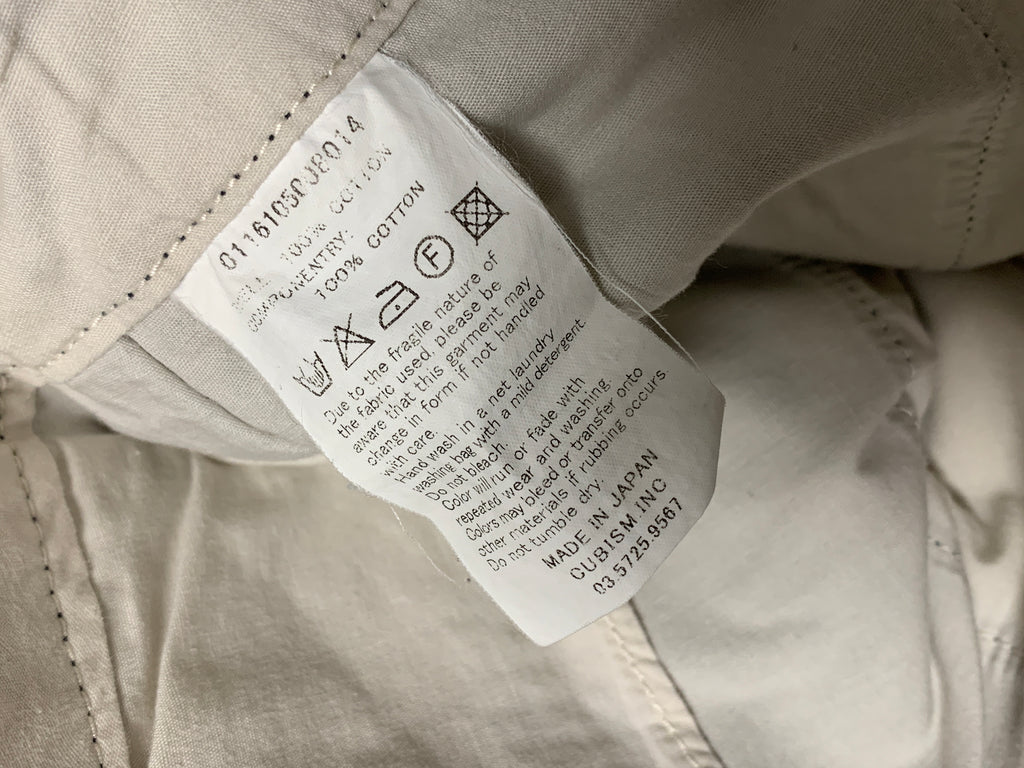 0116105CJB014
100% COTTON
COMPONENTRY:
100% COTTON
F
Due to the fragile nature of
the fabric used, please be
aware that this garment may
change in form if not handled
with care.
Hand wash in a net laundry
washing bag with a mild detergent
Do not bleach.
Color will run or fade with
repeated wear and washing
Colors may bleed or transfer onto
other materials if rubbing occurs
Do not tumble dry
MADE IN JAPAN
CUBISM.INC
03.5725.9567